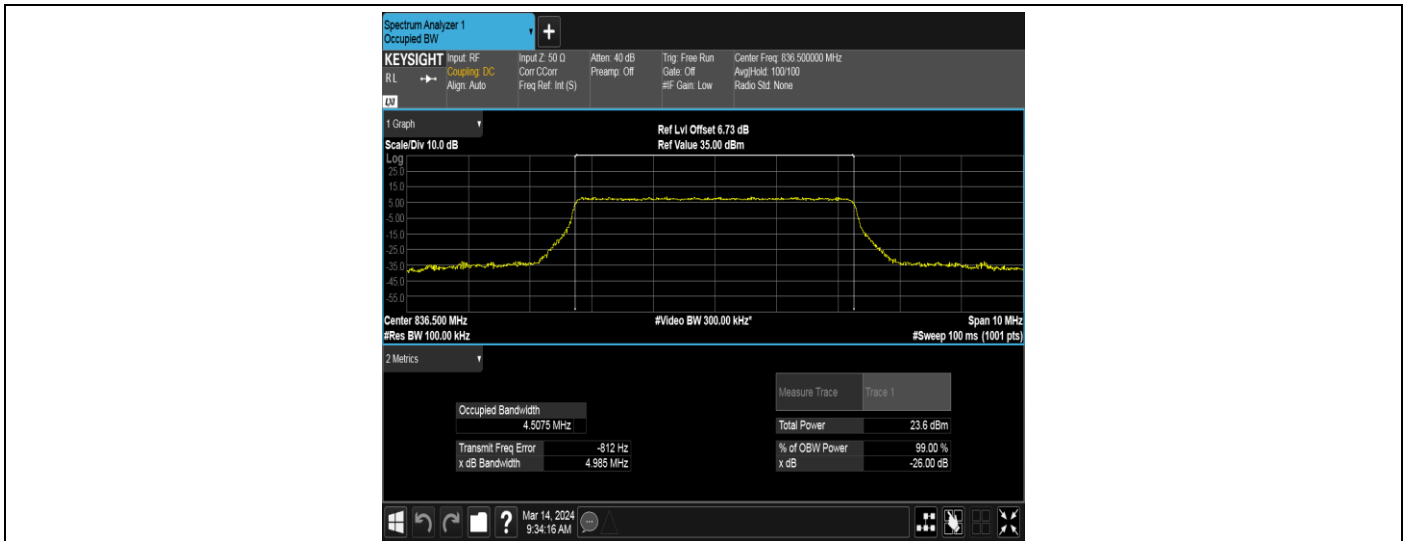 Spectrum Analyzer 1
Occupied BW
+
KEYSIGHT Input: RF Input Z: 50 Ω Atten: 40 dB Trig: Free Run Center Freq: 836.500000 MHz
RL Coupling: DC Corr CCorr Preamp: Off Gate: Off Avg|Hold: 100/100
Align: Auto Freq Ref: Int (S) #IF Gain: Low Radio Std: None
LXI
1 Graph
Ref Lvl Offset 6.73 dB
Scale/Div 10.0 dB Ref Value 35.00 dBm
Log
25.0
15.0
5.00
-5.00
-15.0
-25.0
-35.0
-45.0
-55.0
Center 836.500 MHz #Video BW 300.00 kHz* Span 10 MHz
#Res BW 100.00 kHz #Sweep 100 ms (1001 pts)
2 Metrics
Measure Trace Trace 1
Occupied Bandwidth
4.5075 MHz
Total Power 23.6 dBm
Transmit Freq Error -812 Hz % of OBW Power 99.00 %
x dB Bandwidth 4.985 MHz x dB -26.00 dB
?
Mar 14, 2024
9:34:16 AM